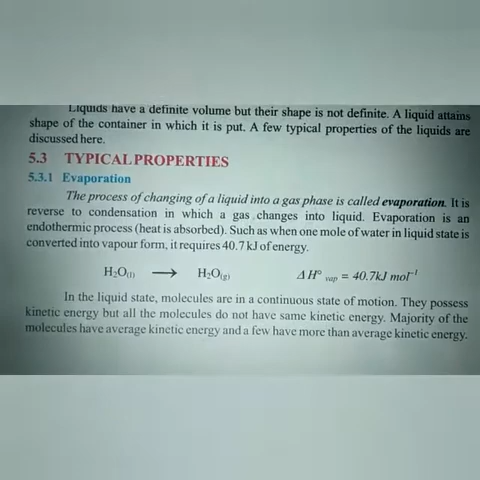 Liquids have a definite volume but their shape is not definite. A liquid attains
shape of the container in which it is put. A few typical properties of the liquids are
discussed here.
5.3 TYPICAL PROPERTIES
5.3.1 Evaporation
The process of changing of a liquid into a gas phase is called evaporation. It is
reverse to condensation in which a gas changes into liquid. Evaporation is an
endothermic process (heat is absorbed). Such as when one mole of water in liquid state is
converted into vapour form, it requires 40.7 kJ of energy.
H₂O(l) ⟶ H₂O(g) ΔH° vap = 40.7kJ mol⁻¹
In the liquid state, molecules are in a continuous state of motion. They possess
kinetic energy but all the molecules do not have same kinetic energy. Majority of the
molecules have average kinetic energy and a few have more than average kinetic energy.